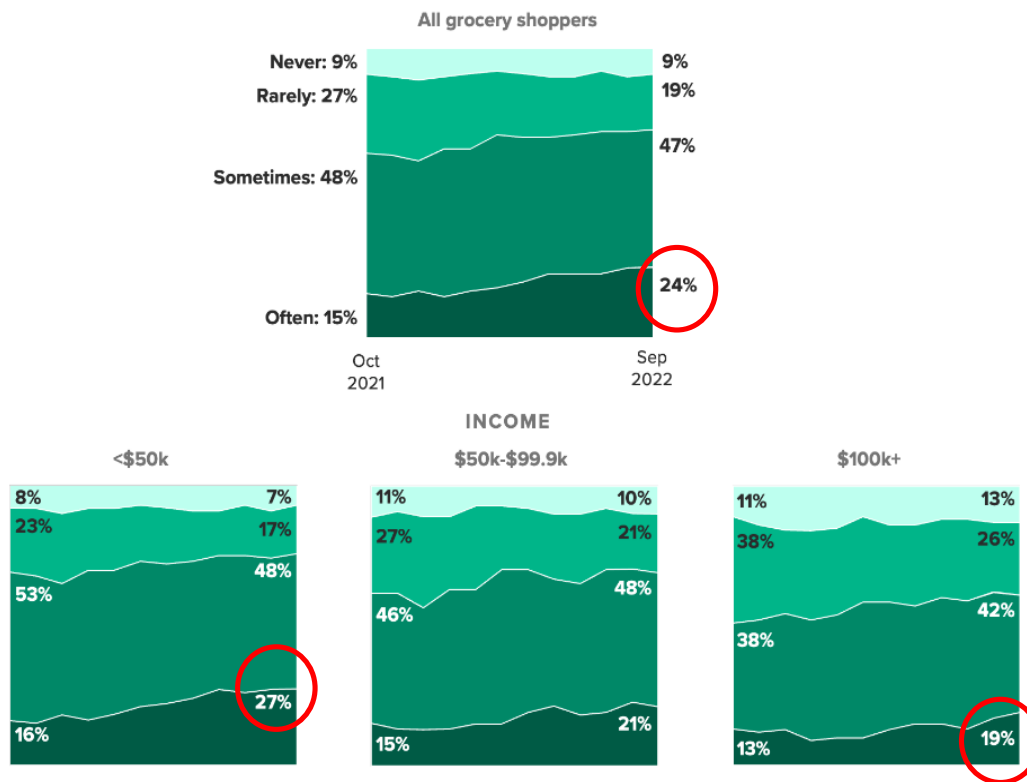 All grocery shoppers
Never: 9%
9%
Rarely: 27%
19%
Sometimes: 48%
47%
Often: 15%
24%
Oct
2021
Sep
2022
INCOME
<$50k
8%
7%
23%
17%
53%
48%
16%
27%
$50k-$99.9k
11%
10%
27%
21%
46%
48%
15%
21%
$100k+
11%
13%
38%
26%
38%
42%
13%
19%